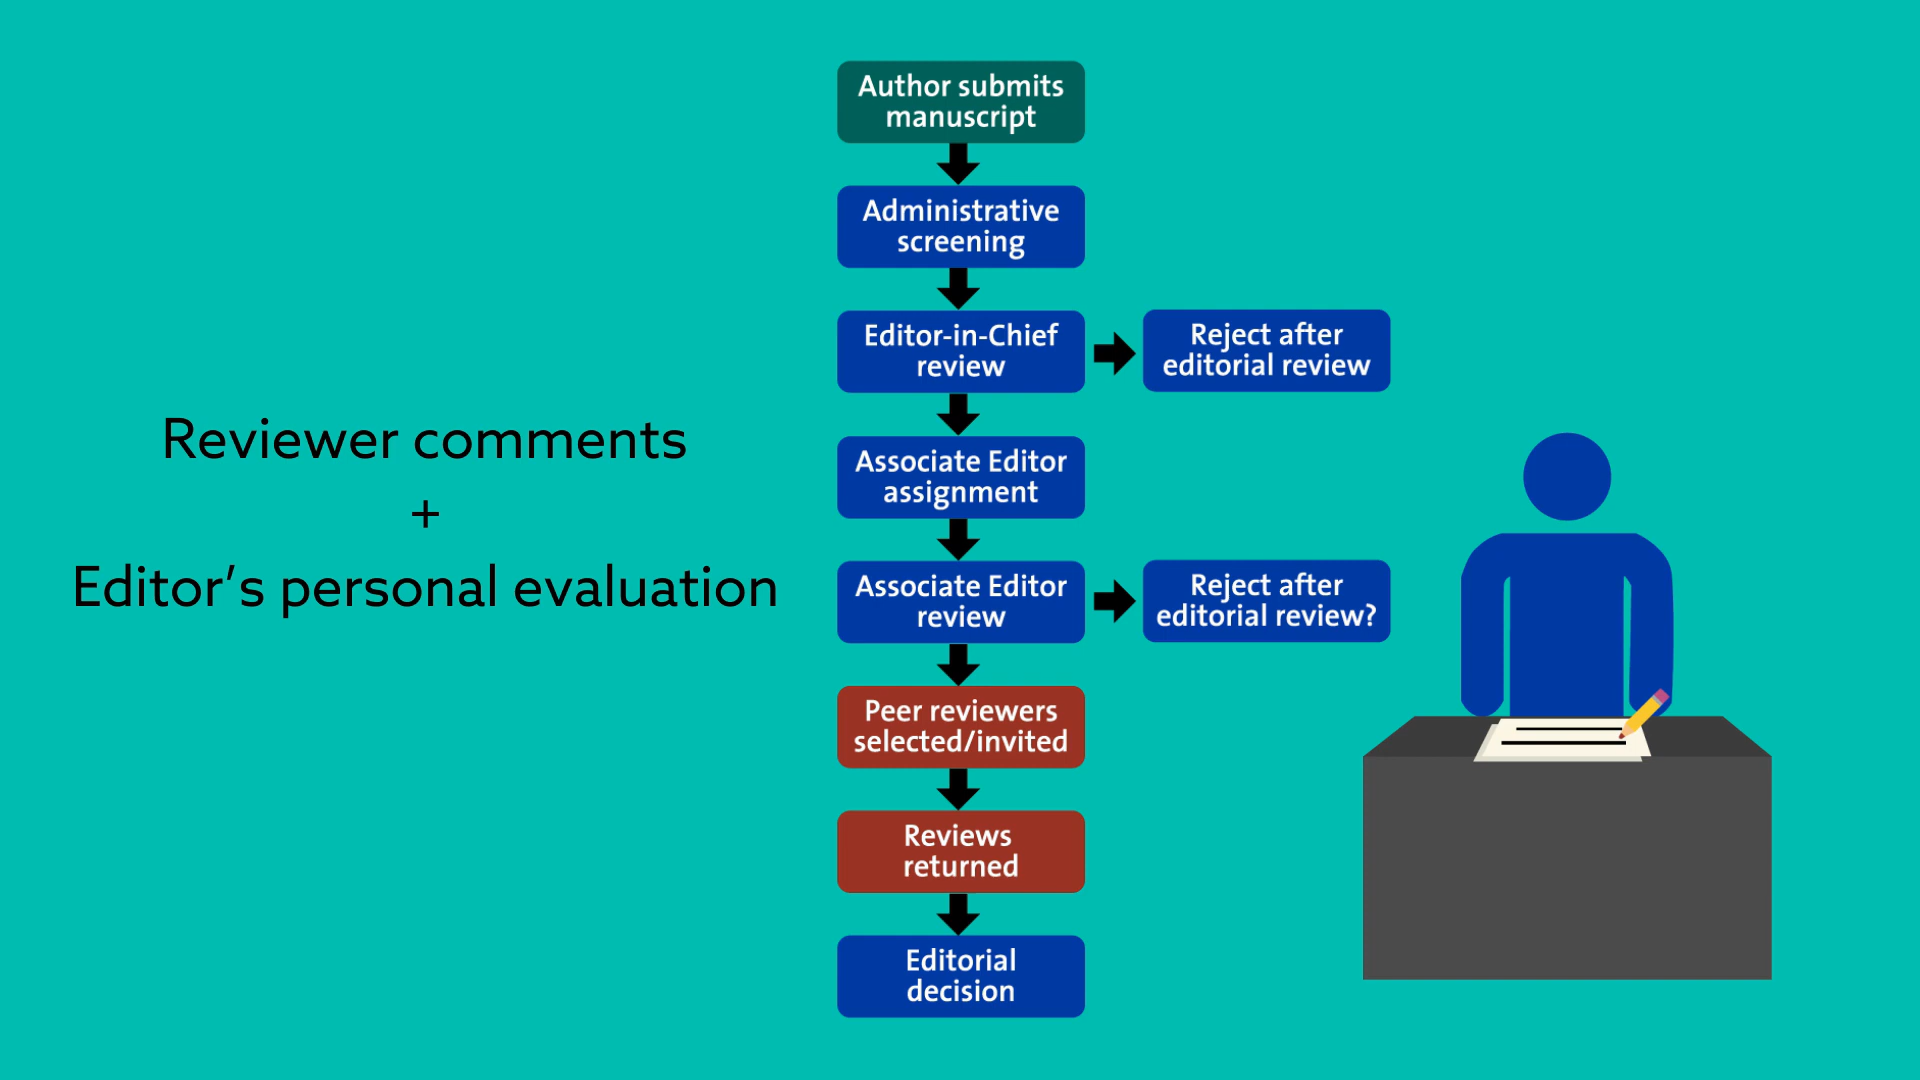 Author submits
manuscript
Administrative
screening
Editor-in-Chief
review
Reject after
editorial review
Associate Editor
assignment
Associate Editor
review
Reject after
editorial review?
Peer reviewers
selected/invited
Reviews
returned
Editorial
decision
Reviewer comments
+
Editor’s personal evaluation